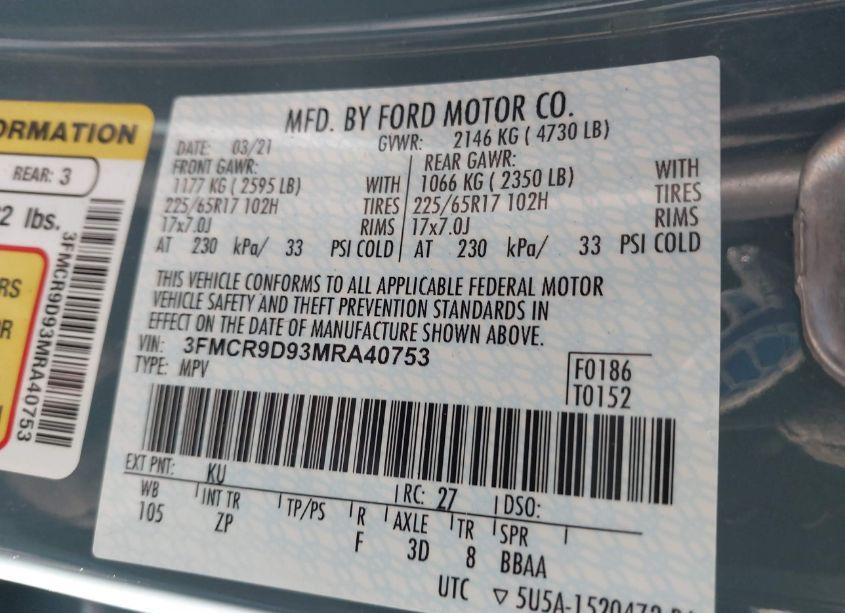 ORMATION
REAR: 3
2 lbs.
3FMCR9D93MRA40753
RS
OR
MFD. BY FORD MOTOR CO.
DATE: 03/21 GVWR: 2146 KG ( 4730 LB)
FRONT GAWR: REAR GAWR:
1177 KG ( 2595 LB) WITH 1066 KG ( 2350 LB) WITH
225/65R17 102H TIRES 225/65R17 102H TIRES
17x7.0J RIMS 17x7.0J RIMS
AT 230 kPa/ 33 PSI COLD AT 230 kPa/ 33 PSI COLD
THIS VEHICLE CONFORMS TO ALL APPLICABLE FEDERAL MOTOR
VEHICLE SAFETY AND THEFT PREVENTION STANDARDS IN
EFFECT ON THE DATE OF MANUFACTURE SHOWN ABOVE.
VIN: 3FMCR9D93MRA40753
TYPE: MPV
F0186
T0152
EXT PNT: KU RC: 27 DSO:
WB INT TR TP/PS R AXLE TR SPR
105 ZP F 3D 8 BBAA
UTC ▽ 5U5A-1520472